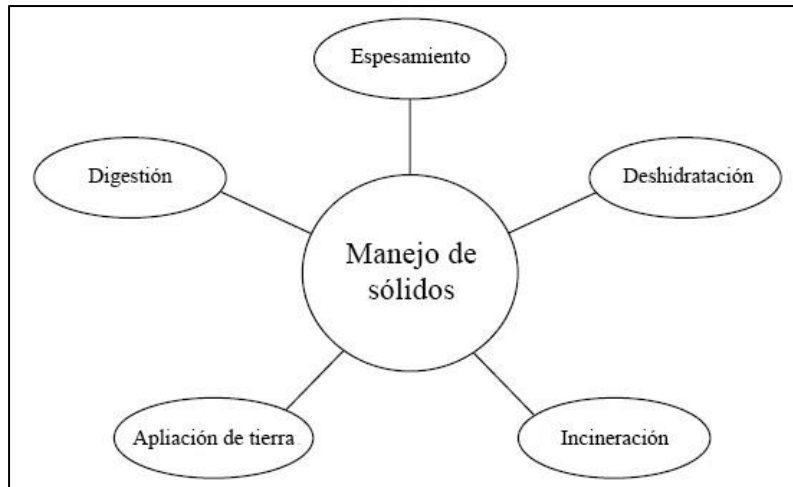 Espesamiento
Digestión
Deshidratación
Manejo de
sólidos
Apliación de tierra
Incineración